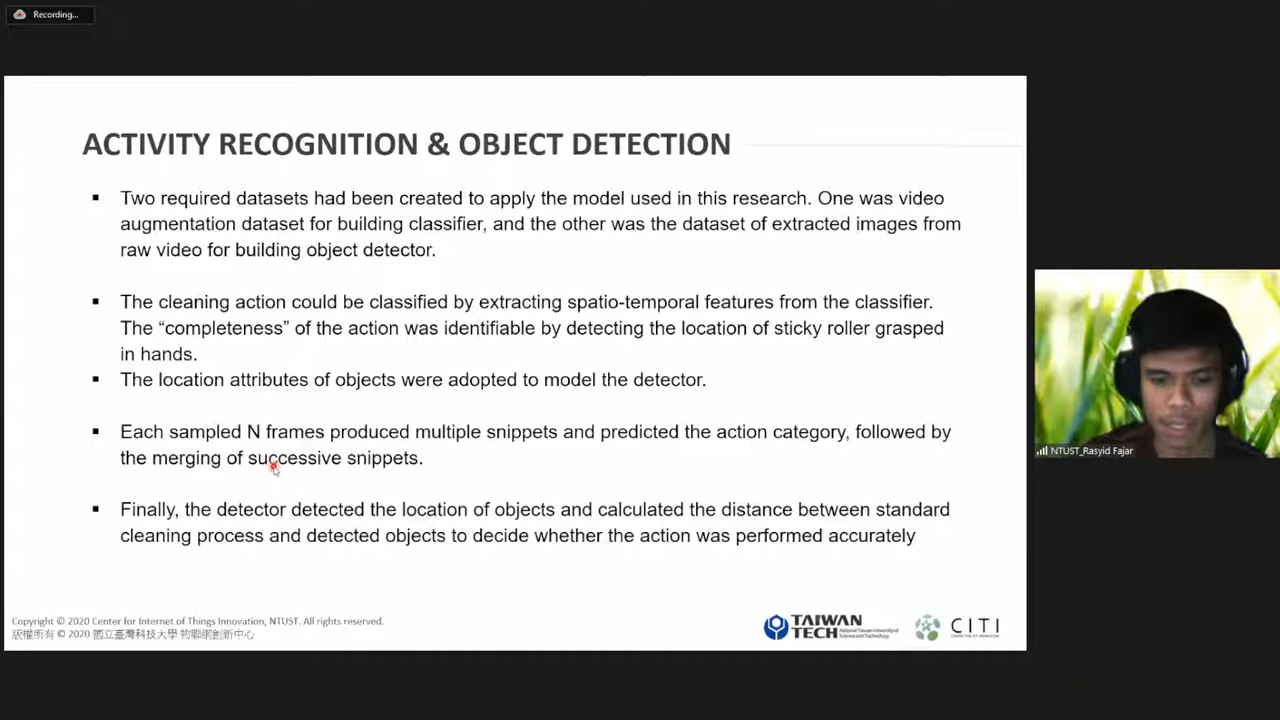 Recording...
ACTIVITY RECOGNITION & OBJECT DETECTION
▪ Two required datasets had been created to apply the model used in this research. One was video
augmentation dataset for building classifier, and the other was the dataset of extracted images from
raw video for building object detector.
▪ The cleaning action could be classified by extracting spatio-temporal features from the classifier.
The “completeness” of the action was identifiable by detecting the location of sticky roller grasped
in hands.
▪ The location attributes of objects were adopted to model the detector.
▪ Each sampled N frames produced multiple snippets and predicted the action category, followed by
the merging of successive snippets.
▪ Finally, the detector detected the location of objects and calculated the distance between standard
cleaning process and detected objects to decide whether the action was performed accurately
NTUST_Rasyid Fajar
Copyright © 2020 Center for Internet of Things Innovation, NTUST. All rights reserved.
版權所有 © 2020 國立臺灣科技大學 物聯網創新中心
TAIWAN
TECH
National Taiwan University of
Science and Technology
CITI